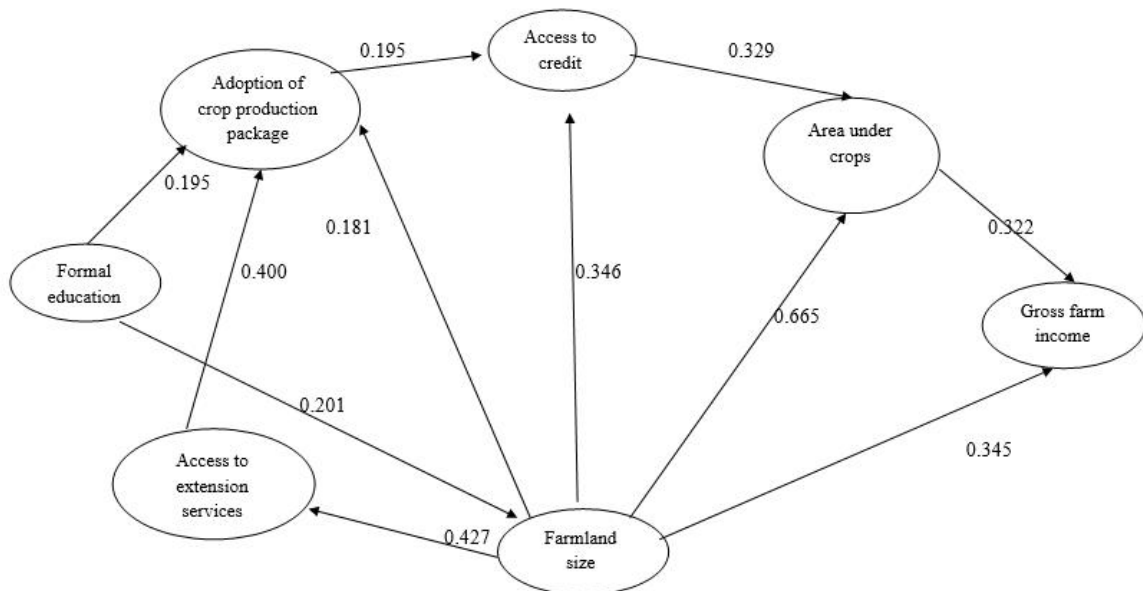 0.195
Access to
credit
0.329
Adoption of
crop production
package
Area under
crops
0.195
0.181
0.322
Formal
education
0.400
0.346
Gross farm
income
0.665
0.201
0.345
Access to
extension
services
0.427
Farmland
size